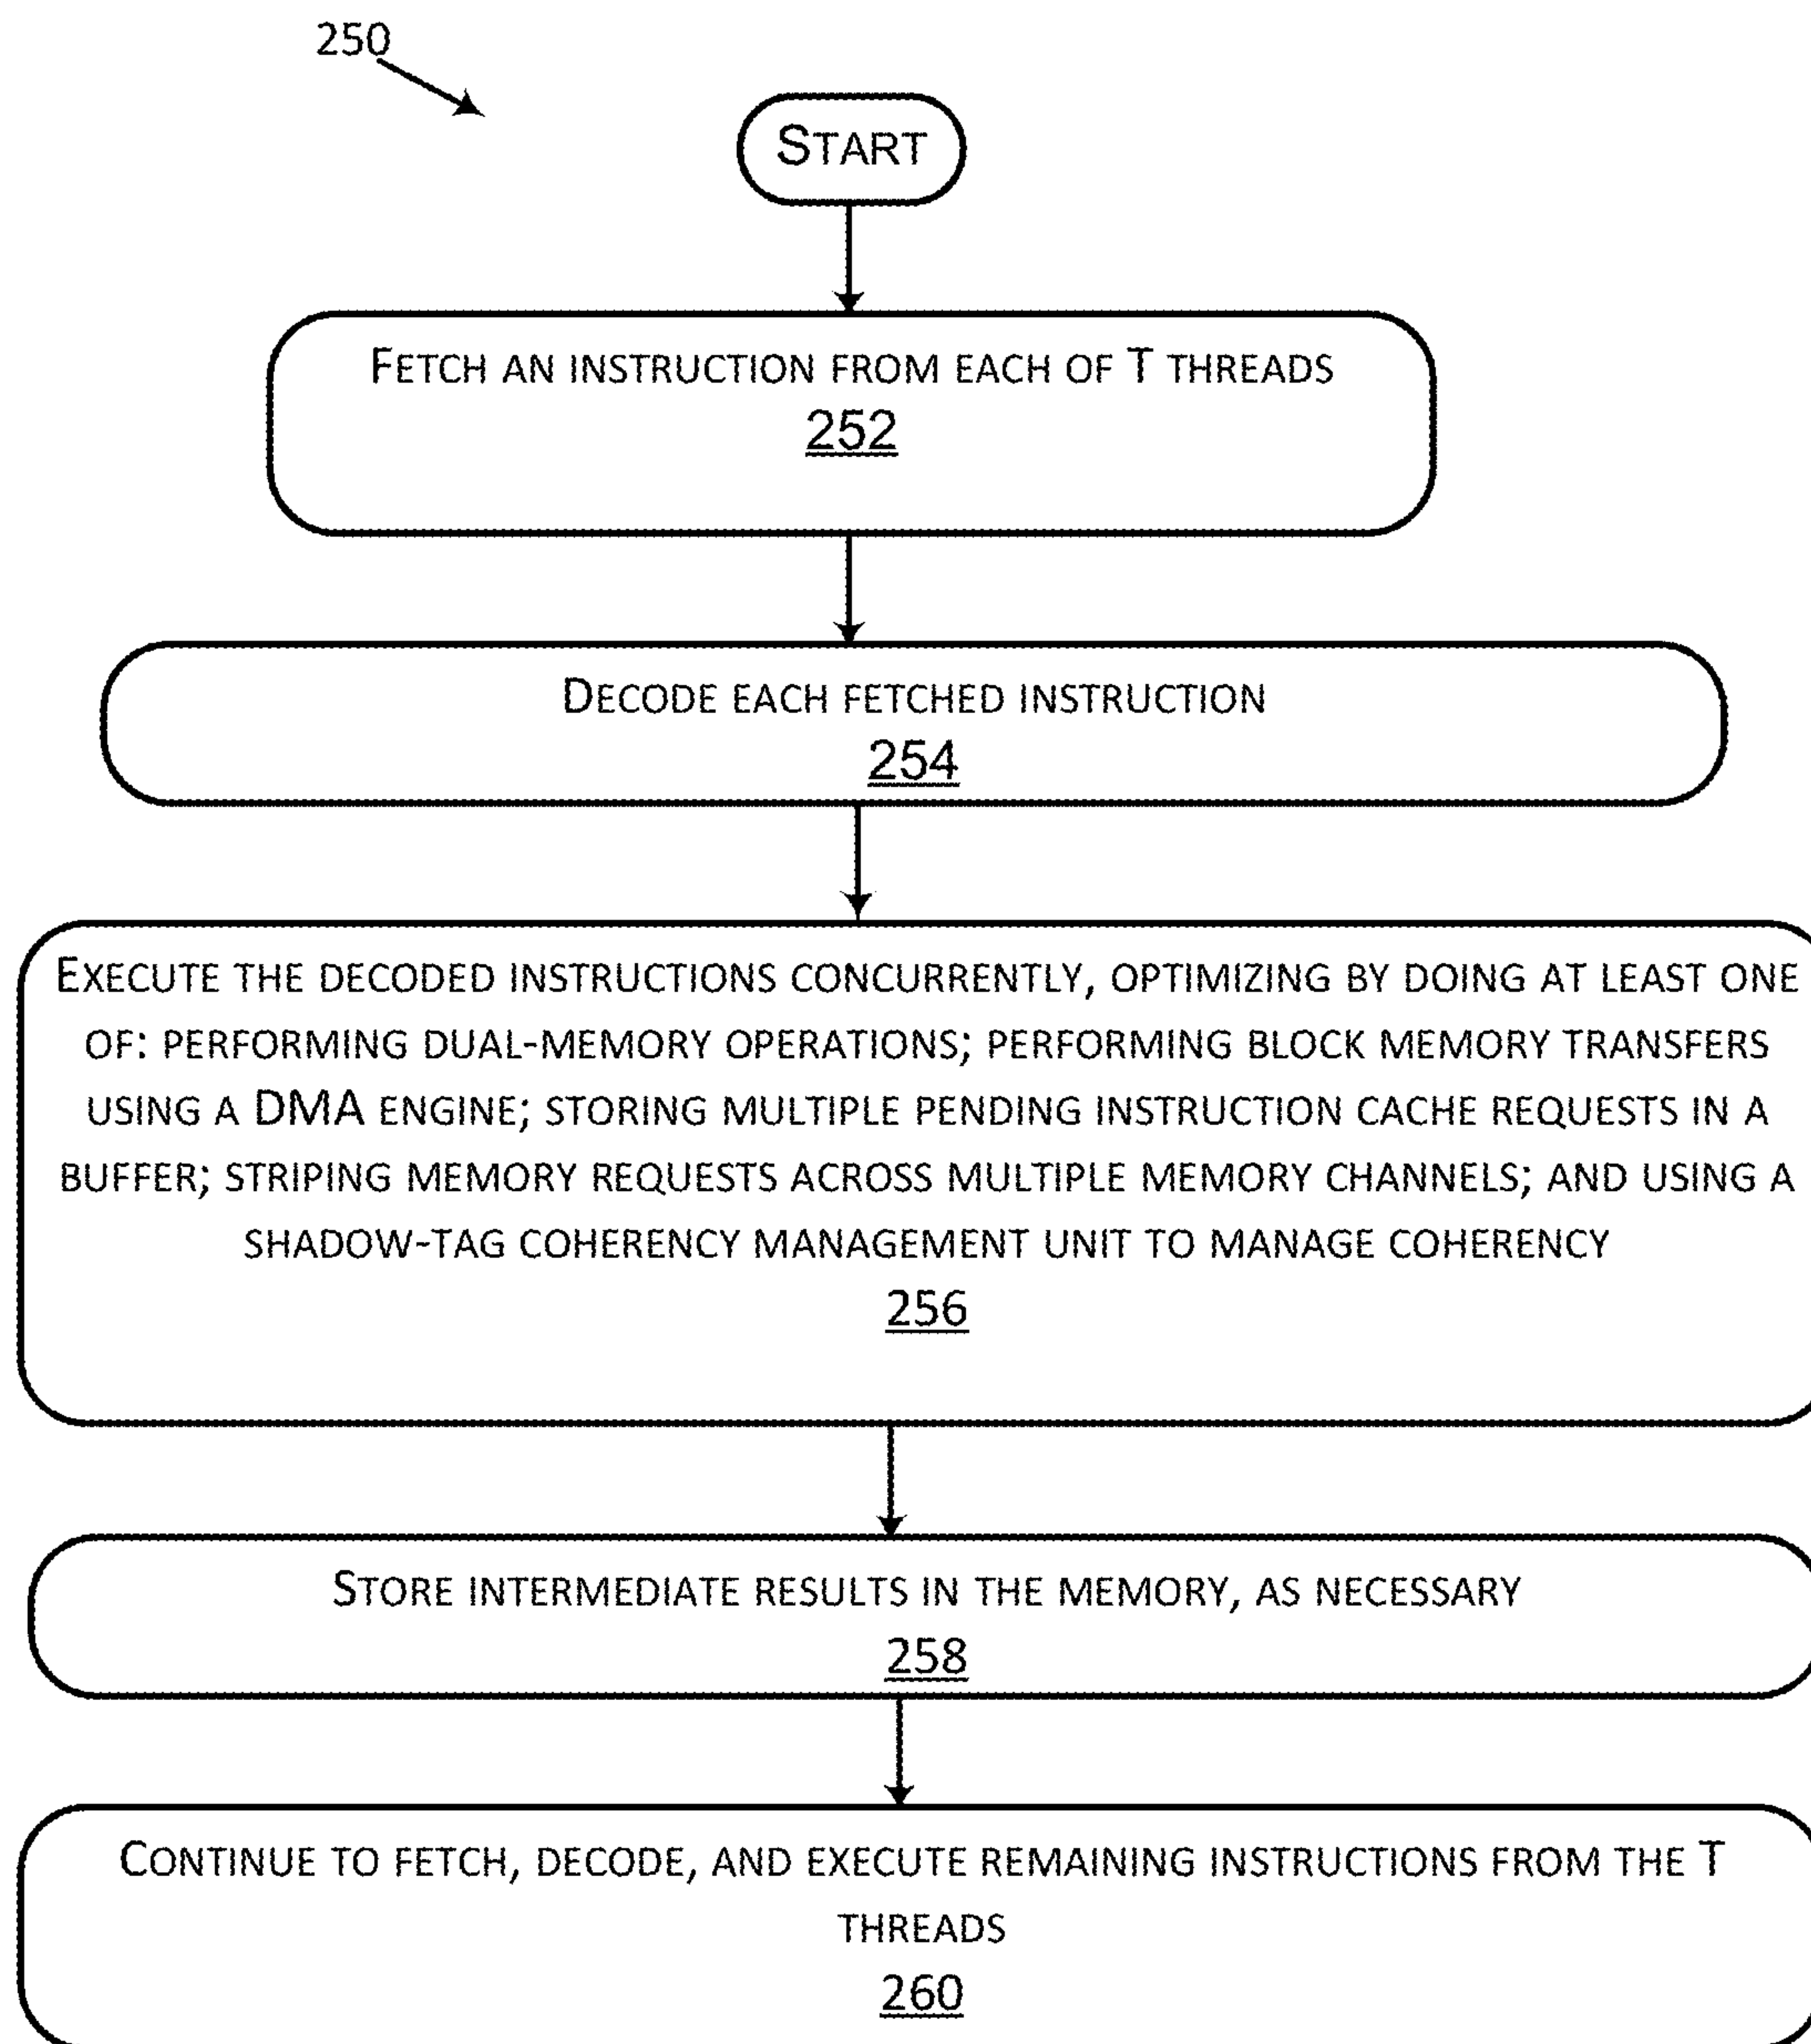 250
START
FETCH AN INSTRUCTION FROM EACH OF T THREADS
252
DECODE EACH FETCHED INSTRUCTION
254
EXECUTE THE DECODED INSTRUCTIONS CONCURRENTLY, OPTIMIZING BY DOING AT LEAST ONE
OF: PERFORMING DUAL-MEMORY OPERATIONS; PERFORMING BLOCK MEMORY TRANSFERS
USING A DMA ENGINE; STORING MULTIPLE PENDING INSTRUCTION CACHE REQUESTS IN A
BUFFER; STRIPING MEMORY REQUESTS ACROSS MULTIPLE MEMORY CHANNELS; AND USING A
SHADOW-TAG COHERENCY MANAGEMENT UNIT TO MANAGE COHERENCY
256
STORE INTERMEDIATE RESULTS IN THE MEMORY, AS NECESSARY
258
CONTINUE TO FETCH, DECODE, AND EXECUTE REMAINING INSTRUCTIONS FROM THE T
THREADS
260